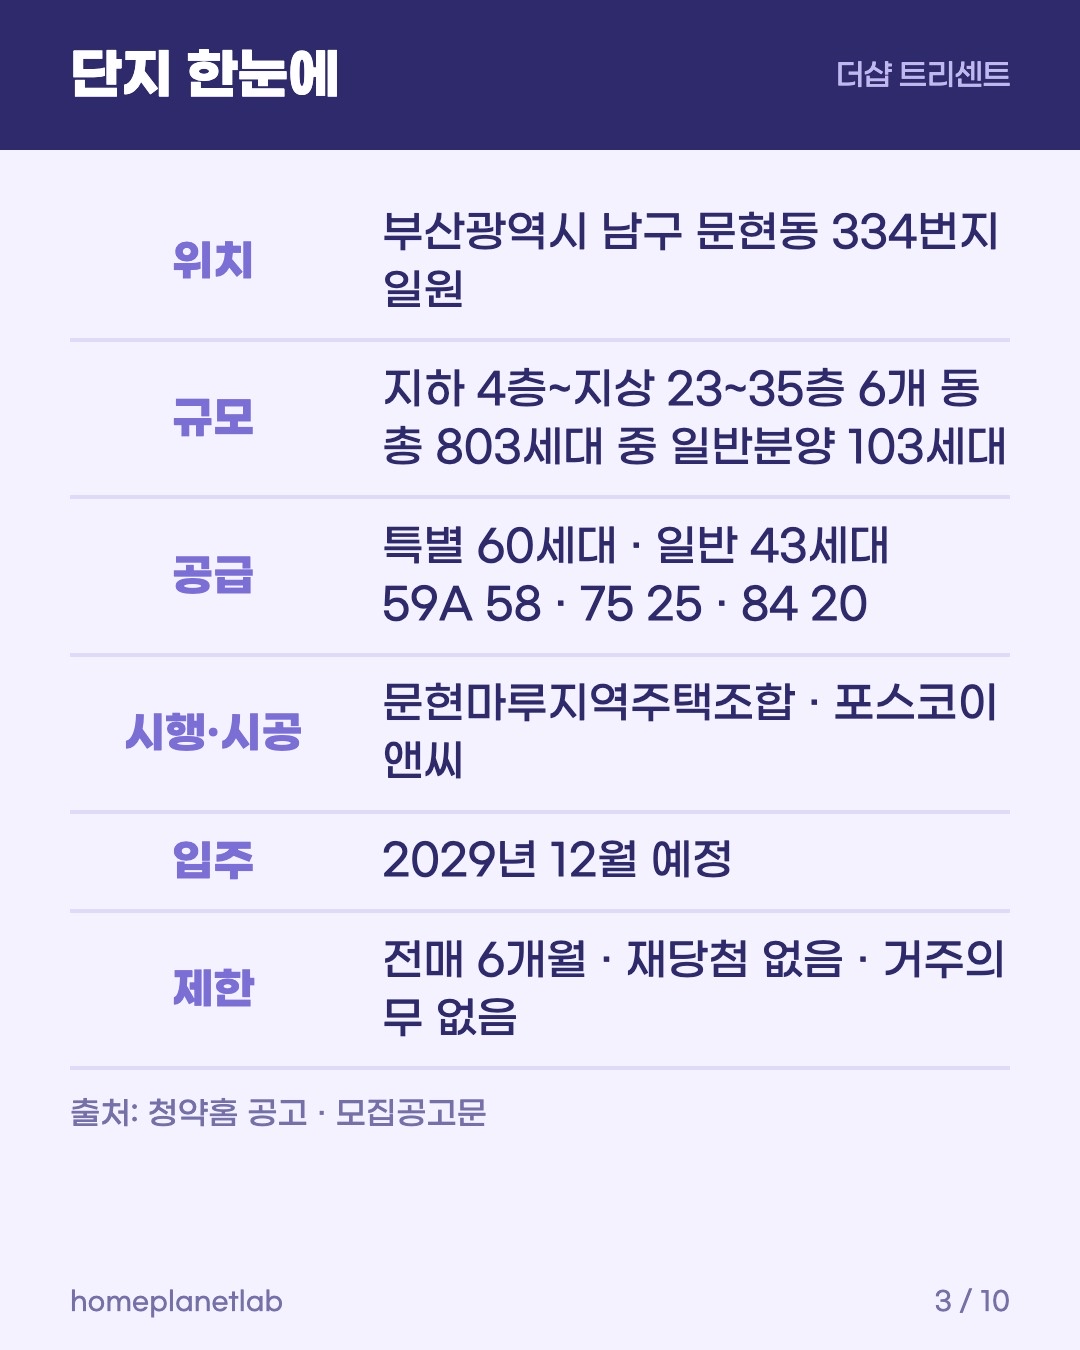 단지 한눈에
더샵 트리센트
위치
부산광역시 남구 문현동 334번지
일원
규모
지하 4층~지상 23~35층 6개 동
총 803세대 중 일반분양 103세대
공급
특별 60세대 · 일반 43세대
59A 58 · 75 25 · 84 20
시행·시공
문현마루지역주택조합 · 포스코이
앤씨
입주
2029년 12월 예정
제한
전매 6개월 · 재당첨 없음 · 거주의
무 없음
출처: 청약홈 공고 · 모집공고문
homeplanetlab
3 / 10